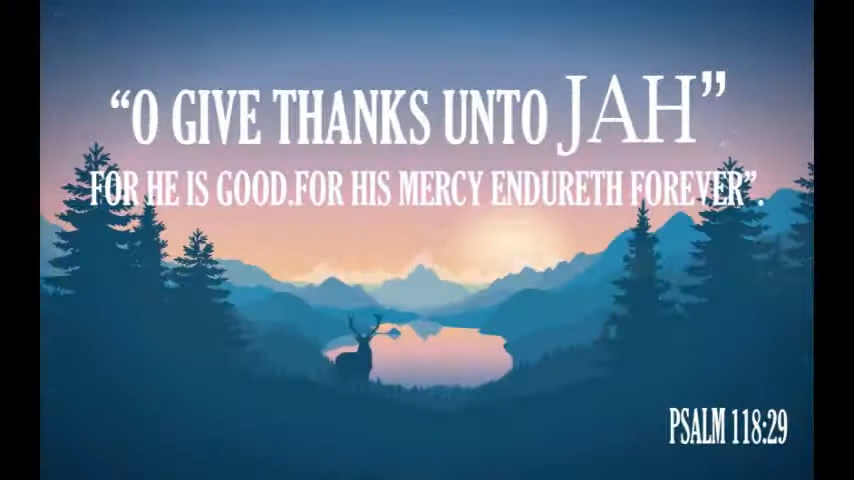 “O GIVE THANKS UNTO JAH”
FOR HE IS GOOD.FOR HIS MERCY ENDURETH FOREVER”.
PSALM 118:29